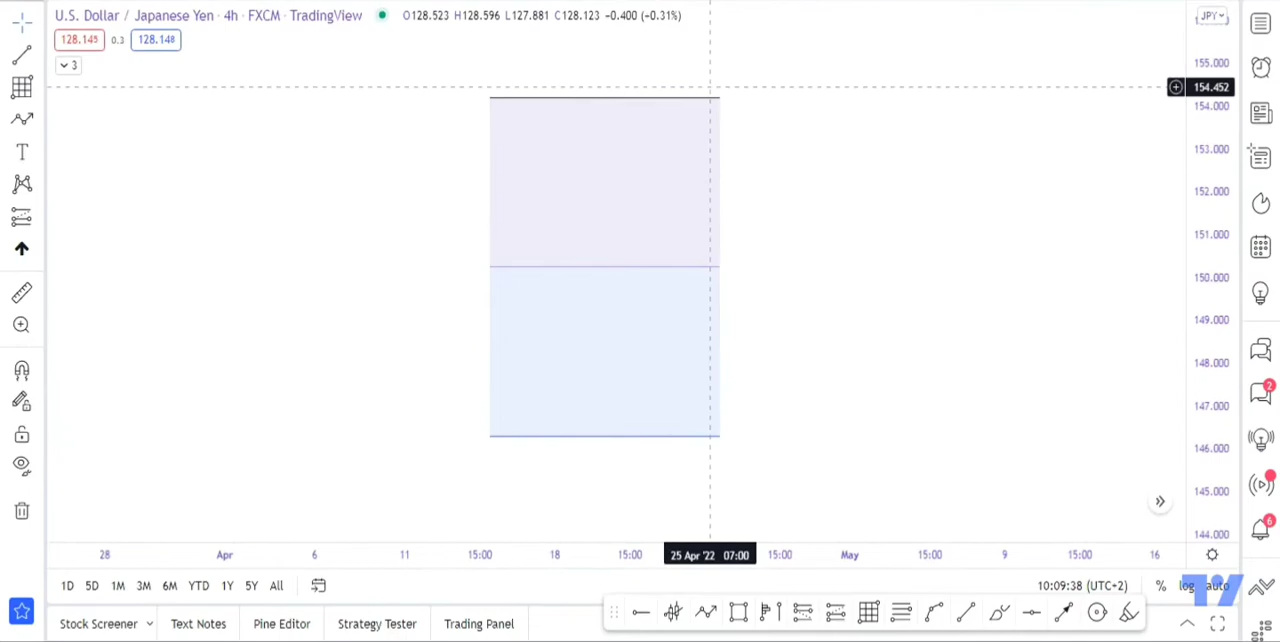 U.S. Dollar / Japanese Yen · 4h · FXCM · TradingView
O128.523 H128.596 L127.881 C128.123 −0.400 (−0.31%)
JPY
128.145 0.3 128.148
3
155.000
154.452
154.000
153.000
152.000
151.000
150.000
149.000
148.000
147.000
146.000
145.000
144.000
2
6
28 Apr 6 11 15:00 18 15:00 25 Apr '22 07:00 15:00 May 15:00 9 15:00 16
1D 5D 1M 3M 6M YTD 1Y 5Y All
10:09:38 (UTC+2) % log auto
Stock Screener Text Notes Pine Editor Strategy Tester Trading Panel